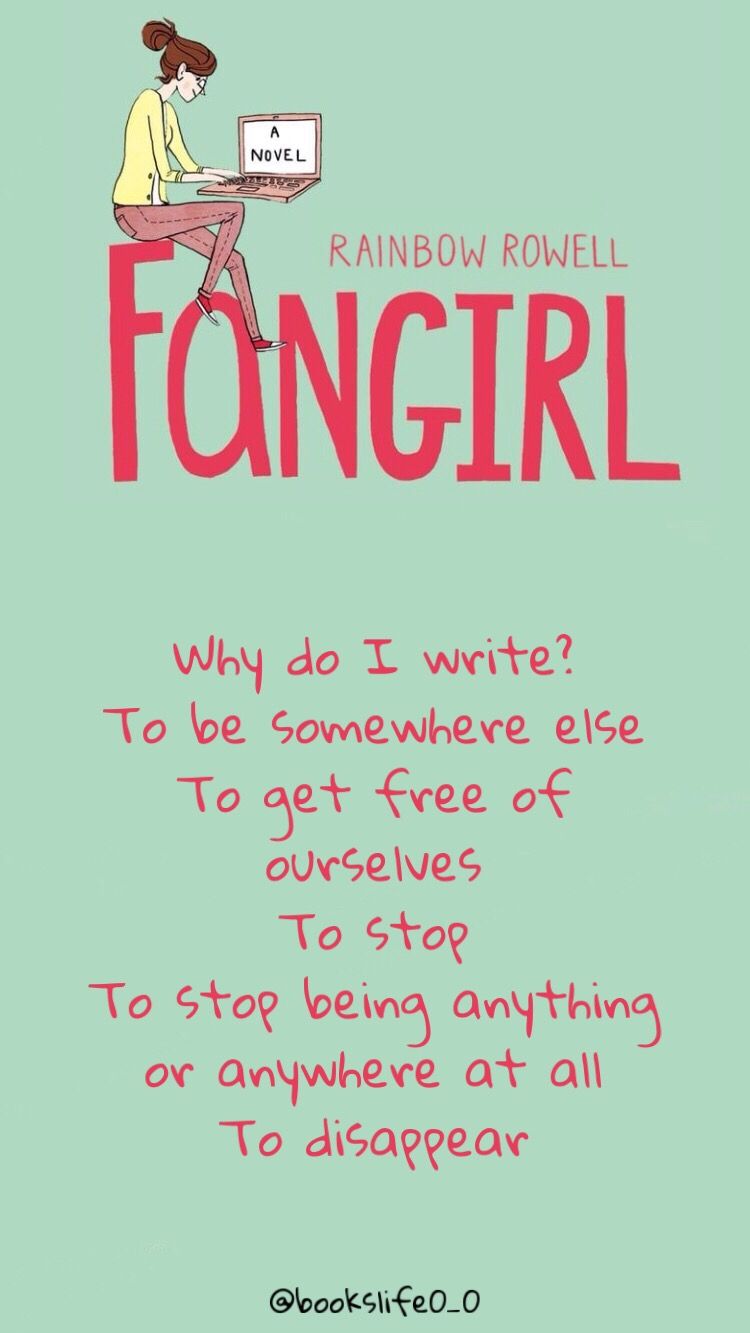 A
NOVEL
RAINBOW ROWELL
FANGIRL
Why do I write?
To be somewhere else
To get free of
ourselves
To stop
To stop being anything
or anywhere at all
To disappear
@bookslife0_0